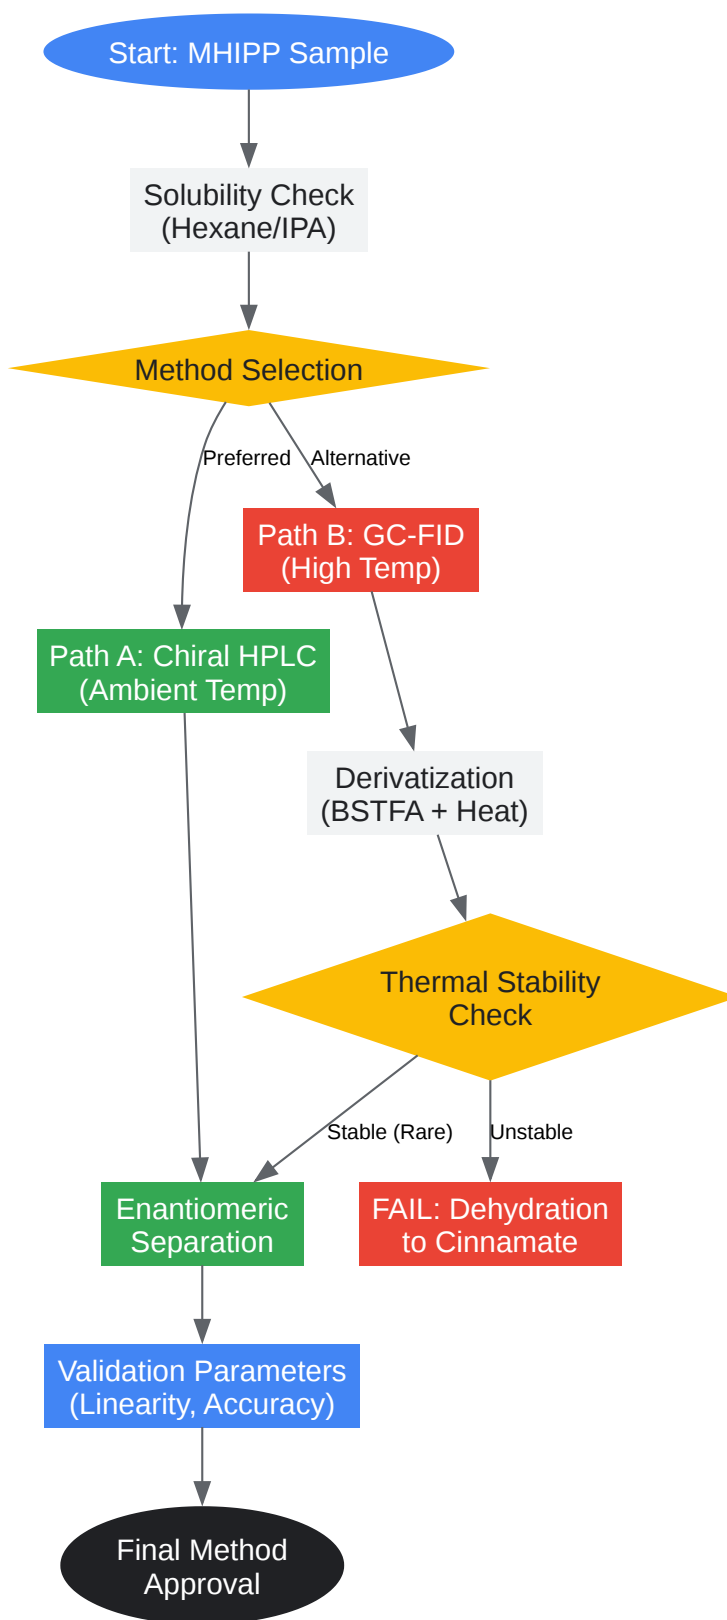 Start: MHIPP Sample
Solubility Check
(Hexane/IPA)
Method Selection
Preferred
Alternative
Path B: GC-FID
(High Temp)
Path A: Chiral HPLC
(Ambient Temp)
Derivatization
(BSTFA + Heat)
Thermal Stability
Check
Stable (Rare)
Unstable
Enantiomeric
Separation
FAIL: Dehydration
to Cinnamate
Validation Parameters
(Linearity, Accuracy)
Final Method
Approval